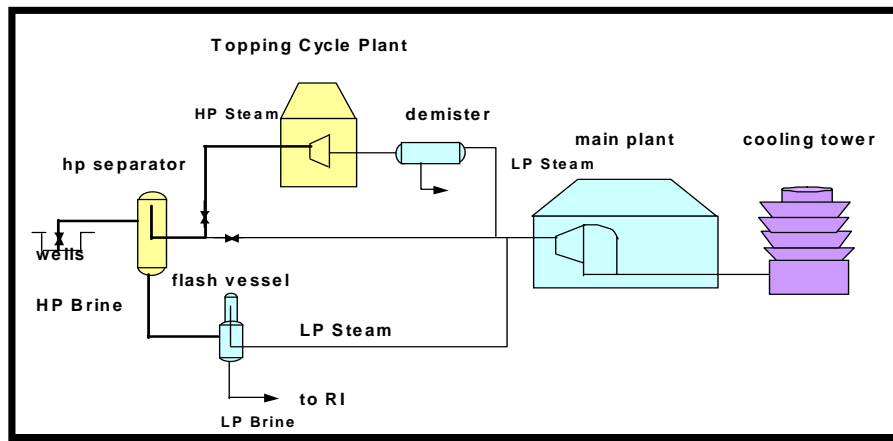 Topping Cycle Plant
HP Steam
demister
main plant
cooling tower
LP Steam
hp separator
wells
flash vessel
HP Brine
LP Steam
to RI
LP Brine